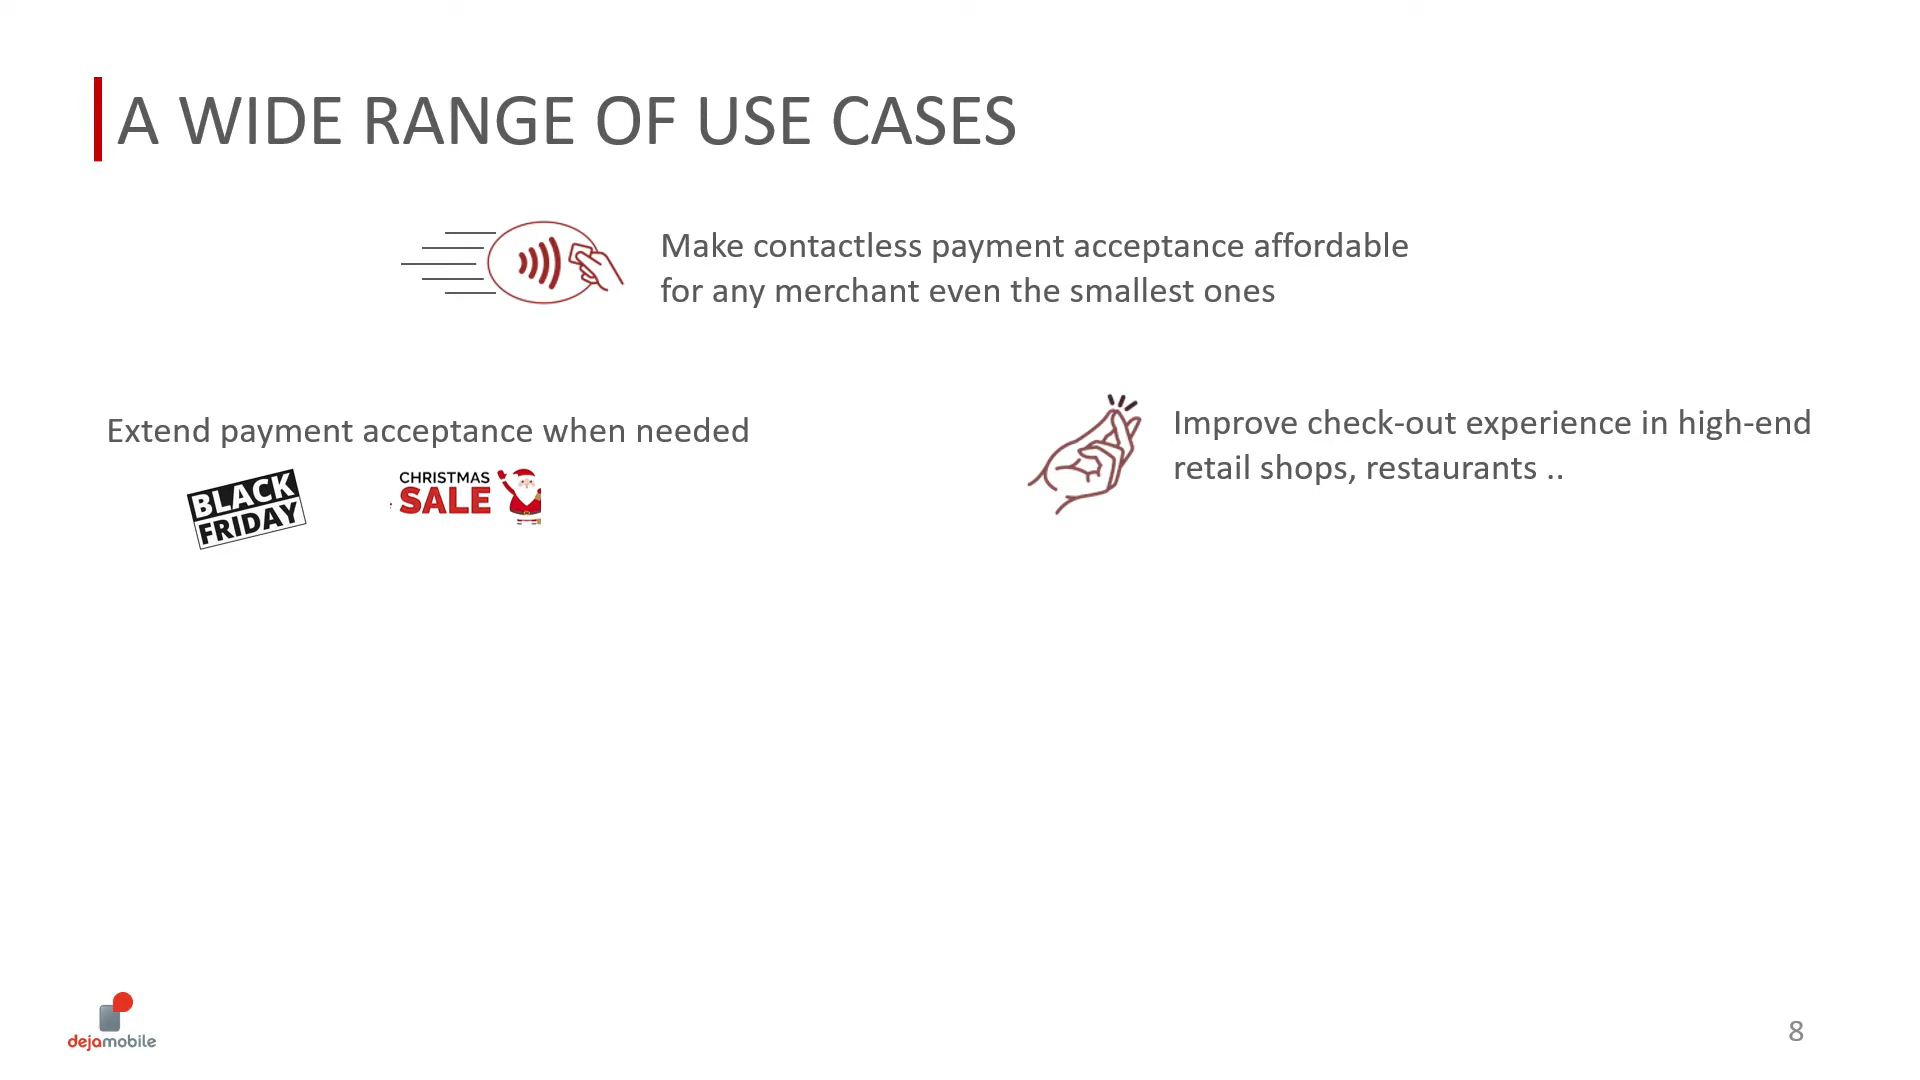 A WIDE RANGE OF USE CASES
Make contactless payment acceptance affordable
for any merchant even the smallest ones
Extend payment acceptance when needed
BLACK
FRIDAY
CHRISTMAS
SALE
Improve check-out experience in high-end
retail shops, restaurants ..
dejamobile
8